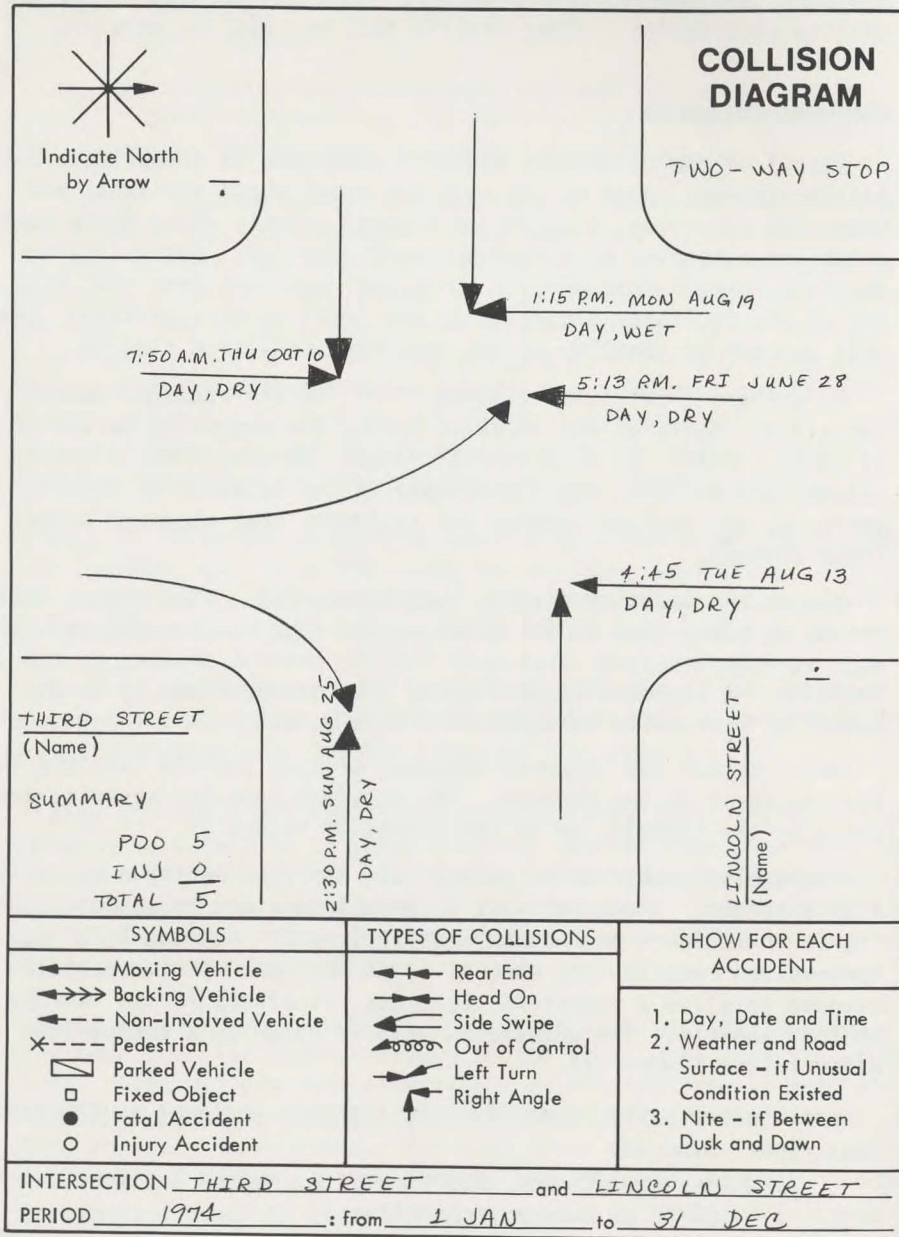 COLLISION
DIAGRAM
Indicate North
by Arrow
TWO-WAY STOP
1:15 P.M. MON AUG 19
DAY, WET
7:50 A.M. THU OCT 10
DAY, DRY
5:13 P.M. FRI JUNE 28
DAY, DRY
4:45 TUE AUG 13
DAY, DRY
2:30 P.M. SUN AUG 25
DAY, DRY
THIRD STREET
(Name)
SUMMARY
PDO 5
INJ 0
TOTAL 5
LINCOLN STREET
(Name)
SYMBOLS
Moving Vehicle
Backing Vehicle
Non-Involved Vehicle
Pedestrian
Parked Vehicle
Fixed Object
Fatal Accident
Injury Accident
TYPES OF COLLISIONS
Rear End
Head On
Side Swipe
Out of Control
Left Turn
Right Angle
SHOW FOR EACH
ACCIDENT
1. Day, Date and Time
2. Weather and Road
Surface - if Unusual
Condition Existed
3. Nite - if Between
Dusk and Dawn
INTERSECTION THIRD STREET and LINCOLN STREET
PERIOD 1974 : from 1 JAN to 31 DEC